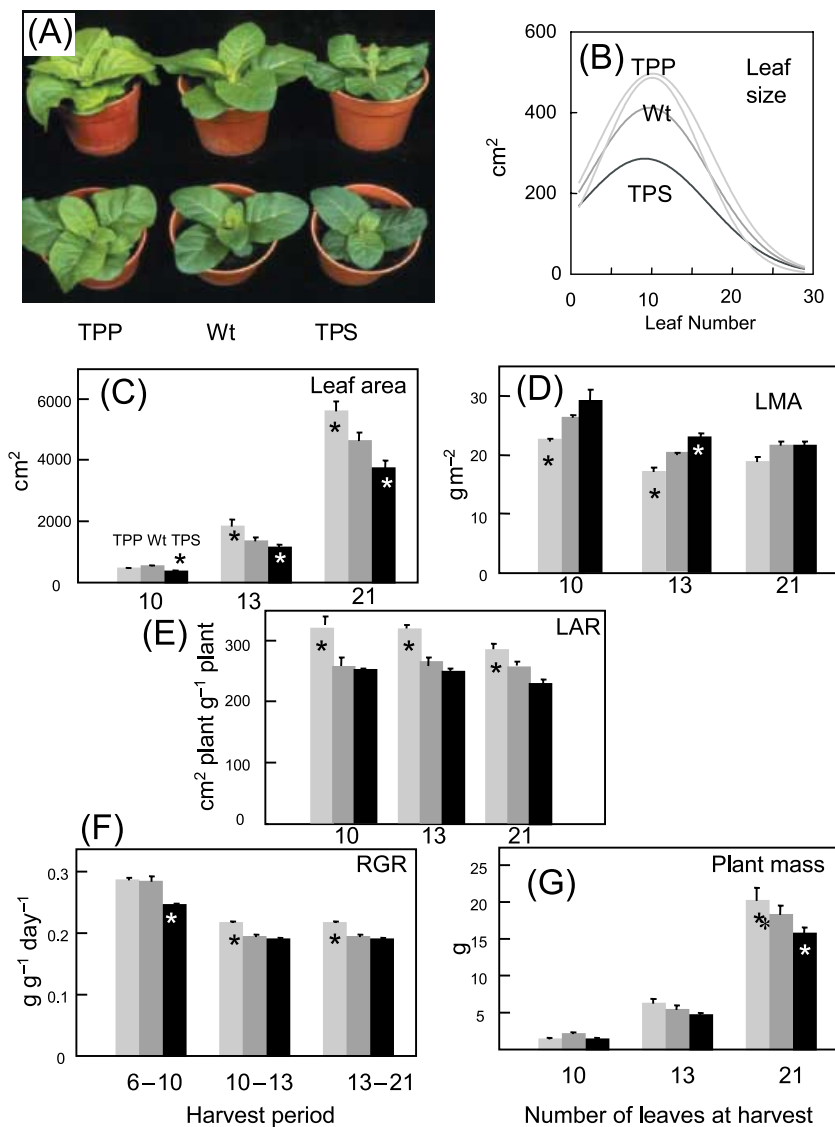 (A)
TPP Wt TPS
(B)
Leaf size
600
400
200
0
cm²
TPP
Wt
TPS
0 10 20 30
Leaf Number
(C)
Leaf area
6000
4000
2000
0
cm²
TPP Wt TPS
*
*
*
*
*
10 13 21
(D)
LMA
30
20
10
0
gm⁻²
*
*
*
10 13 21
(E)
LAR
300
200
100
0
cm² plant g⁻¹ plant
*
*
*
10 13 21
(F)
RGR
0.3
0.2
0.1
0
g g⁻¹ day⁻¹
*
*
*
6–10 10–13 13–21
Harvest period
(G)
Plant mass
25
20
15
10
5
g
**
*
10 13 21
Number of leaves at harvest